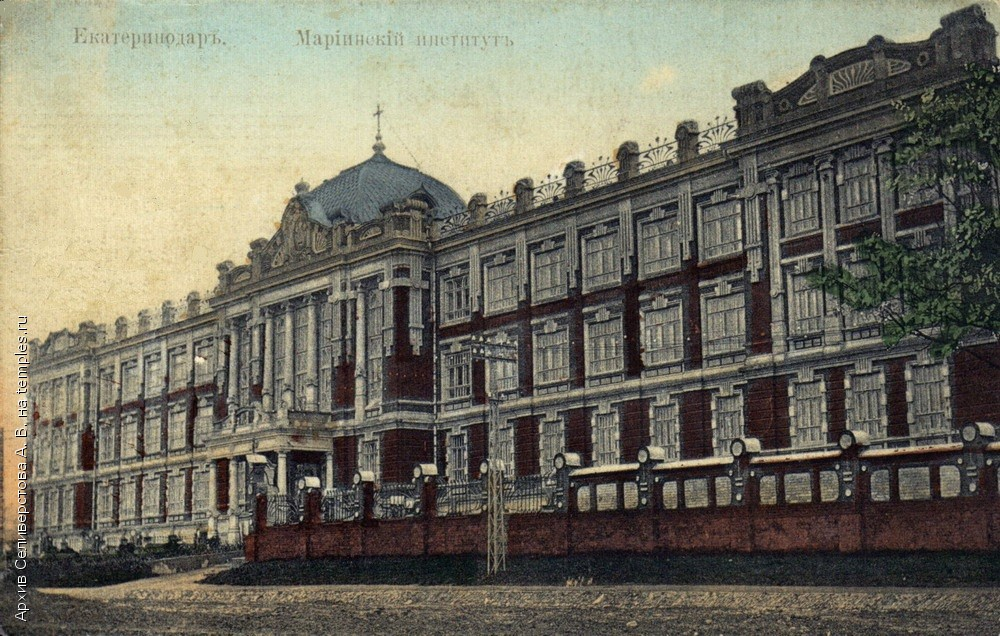 Екатеринодаръ.
Маріинскій институтъ
Архив Селиверстова А. В., на temples.ru